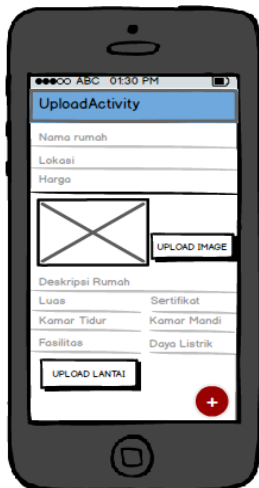 ABC 01:30 PM
UploadActivity
Nama rumah
Lokasi
Harga
UPLOAD IMAGE
Deskripsi Rumah
Luas Sertifikat
Kamar Tidur Kamar Mandi
Fasilitas Daya Listrik
UPLOAD LANTAI
+